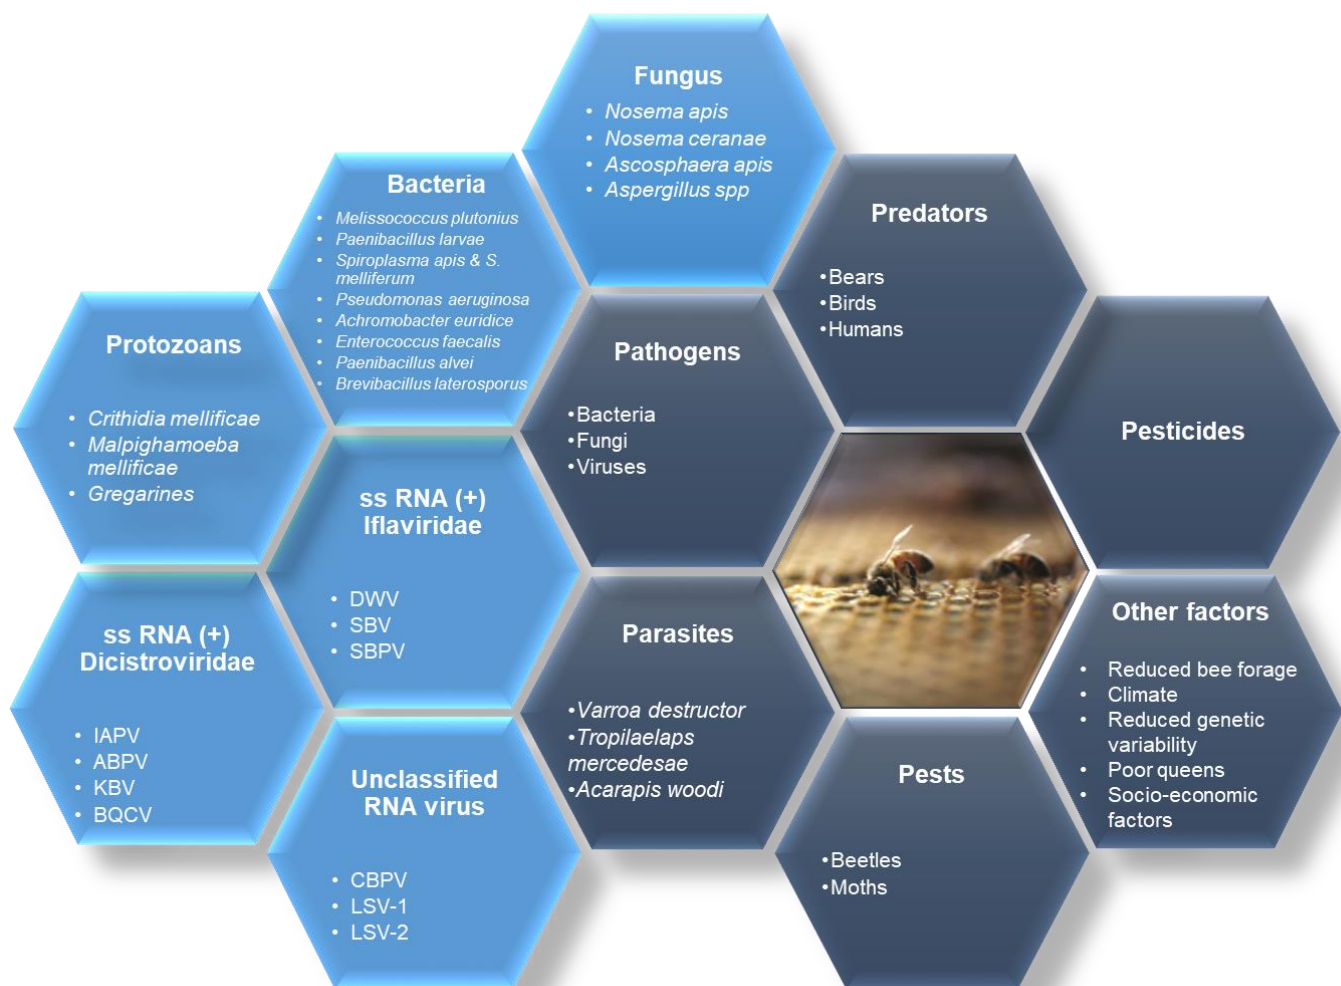 Fungus
• Nosema apis
• Nosema ceranae
• Ascosphaera apis
• Aspergillus spp
Bacteria
• Melissococcus plutonius
• Paenibacillus larvae
• Spiroplasma apis & S.
melliferum
• Pseudomonas aeruginosa
• Achromobacter euridice
• Enterococcus faecalis
• Paenibacillus alvei
• Brevibacillus laterosporus
Predators
•Bears
•Birds
•Humans
Protozoans
• Crithidia mellificae
• Malpighamoeba
mellificae
• Gregarines
Pathogens
•Bacteria
•Fungi
•Viruses
Pesticides
ss RNA (+)
Iflaviridae
• DWV
• SBV
• SBPV
ss RNA (+)
Dicistroviridae
• IAPV
• ABPV
• KBV
• BQCV
Parasites
•Varroa destructor
•Tropilaelaps
mercedesae
•Acarapis woodi
Other factors
• Reduced bee forage
• Climate
• Reduced genetic
variability
• Poor queens
• Socio-economic
factors
Unclassified
RNA virus
• CBPV
• LSV-1
• LSV-2
Pests
•Beetles
•Moths